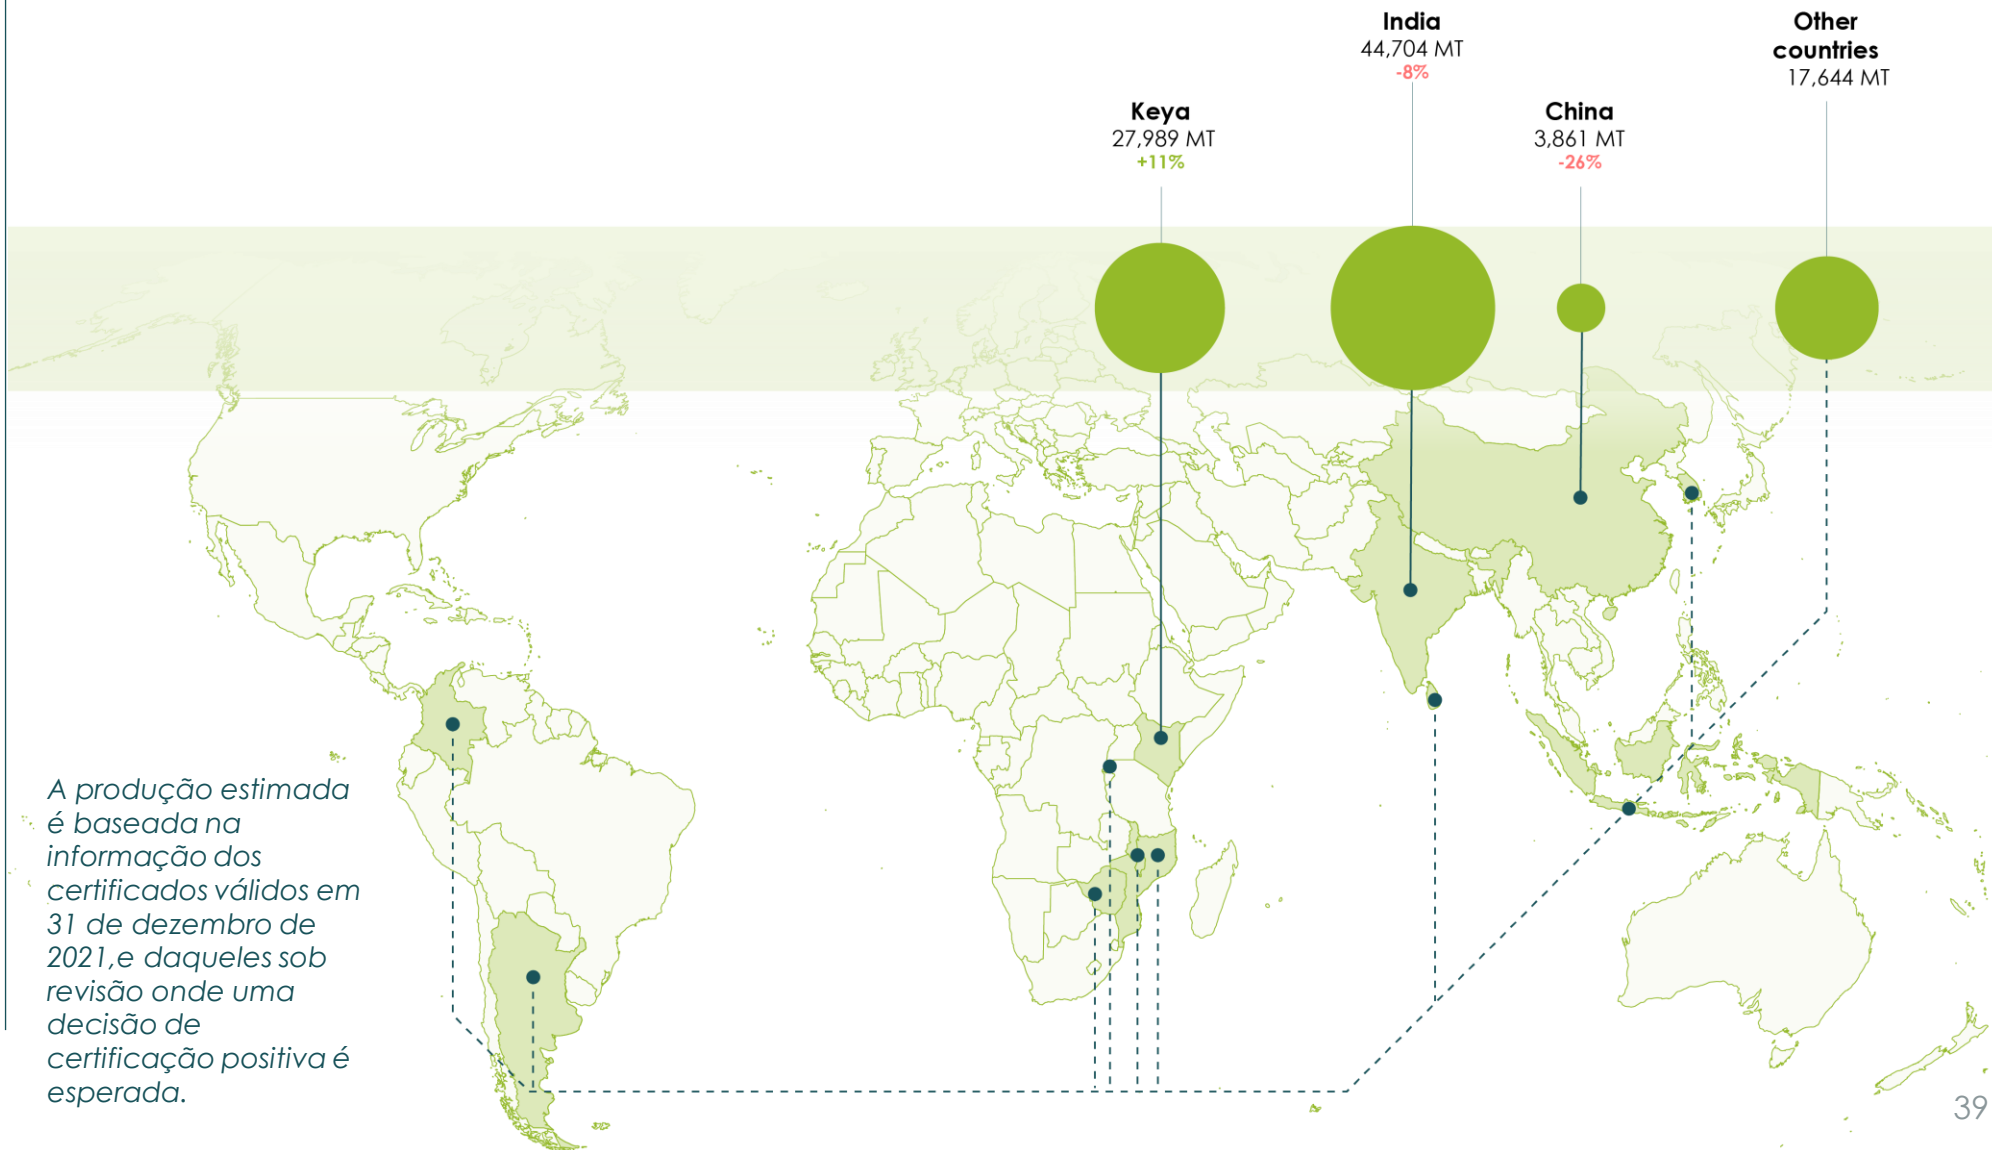 India
44,704 MT
-8%
Other
countries
17,644 MT
Keya
27,989 MT
+11%
China
3,861 MT
-26%
A produção estimada
é baseada na
informação dos
certificados válidos em
31 de dezembro de
2021,e daqueles sob
revisão onde uma
decisão de
certificação positiva é
esperada.
39